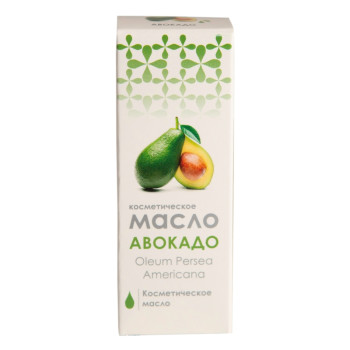 косметическое
масло
АВОКАДО
Oleum Persea
Americana
Косметическое
масло